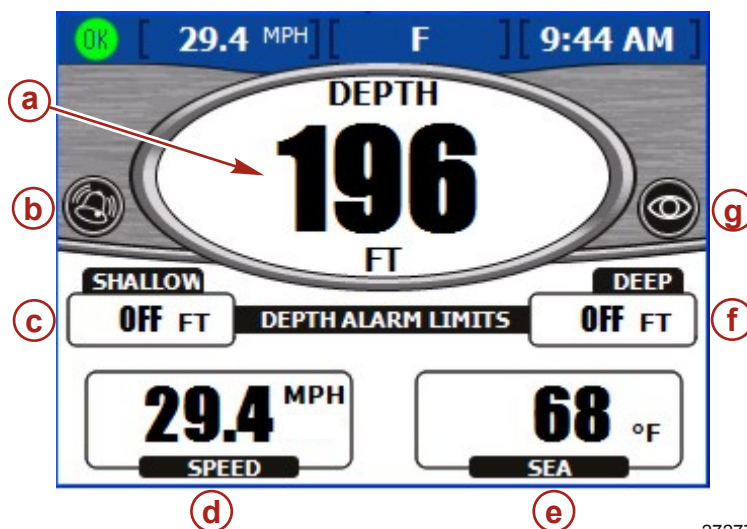 OK [ 29.4 MPH ] [ F ] [ 9:44 AM ]
DEPTH
a
196
b
g
FT
SHALLOW
DEEP
c
OFF FT
DEPTH ALARM LIMITS
OFF FT
f
29.4 MPH
68 °F
SPEED
SEA
d
e